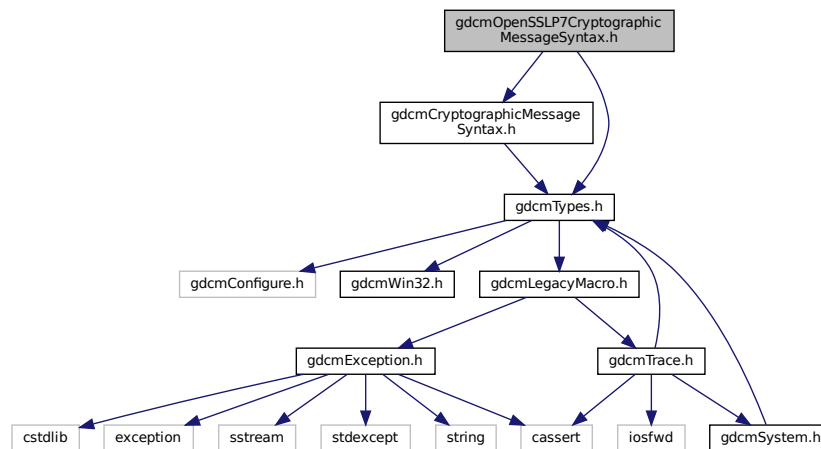 gdcmOpenSSLP7Cryptographic
MessageSyntax.h
gdcmCryptographicMessage
Syntax.h
gdcmTypes.h
gdcmConfigure.h
gdcmWin32.h
gdcmLegacyMacro.h
gdcmException.h
gdcmTrace.h
cstdlib
exception
sstream
stdexcept
string
cassert
iosfwd
gdcmSystem.h